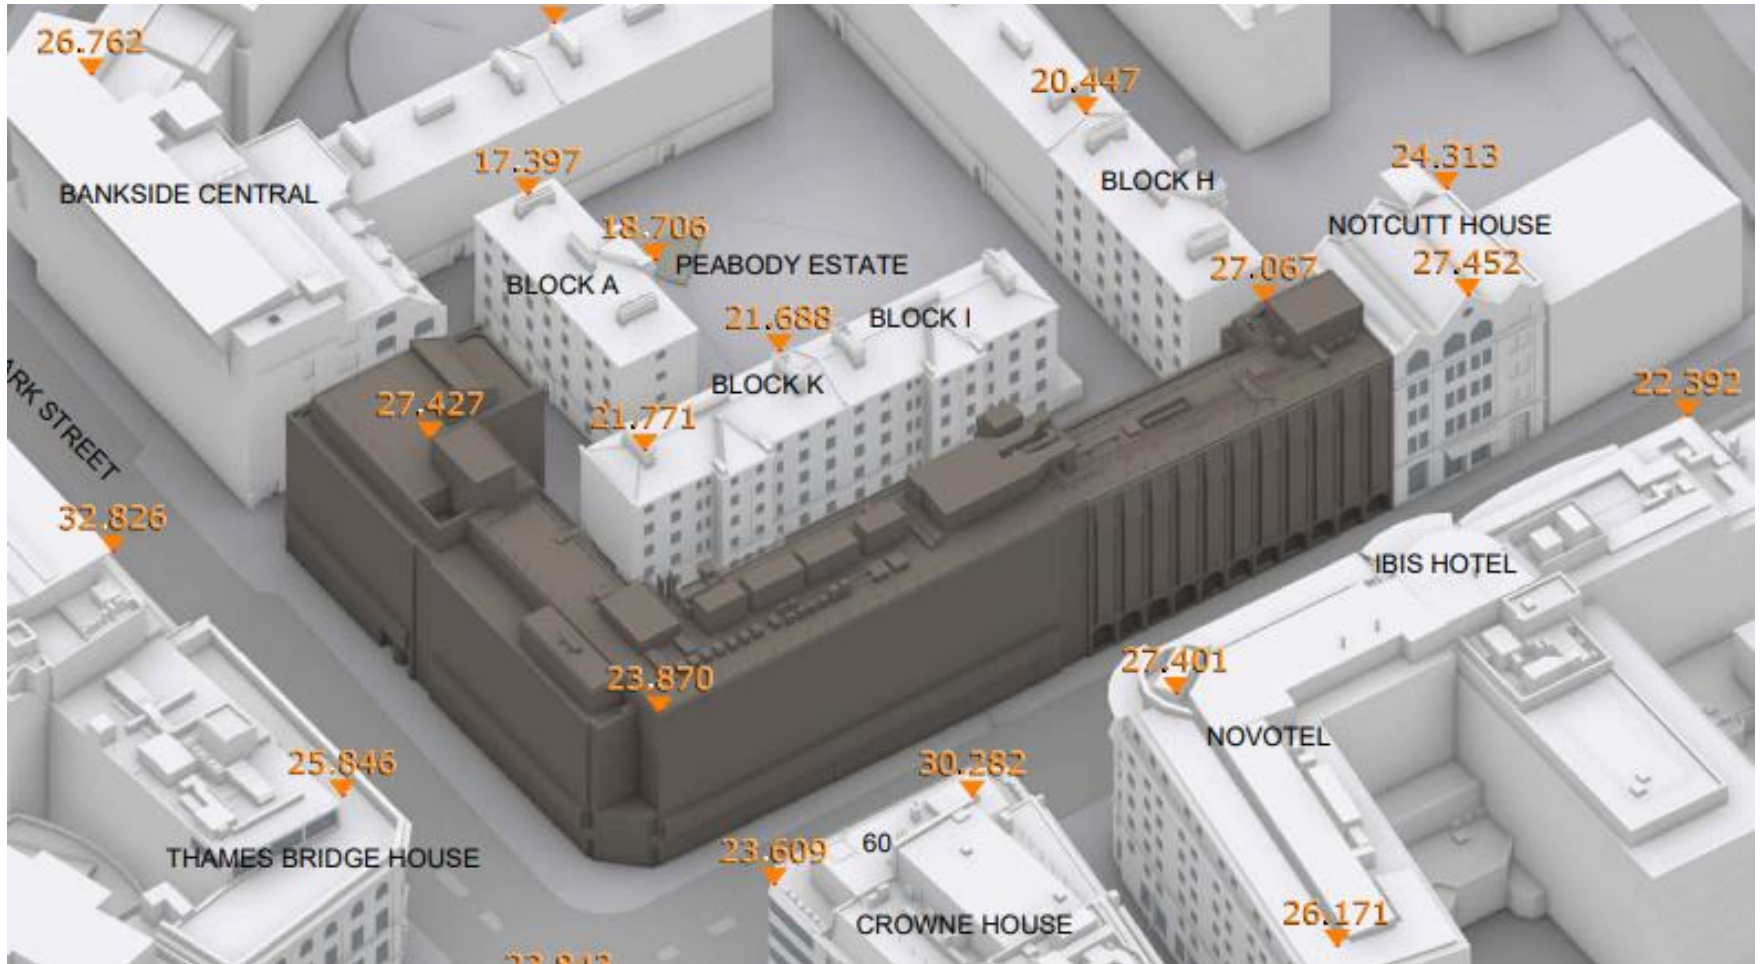 26.762
20.447
17.397
24.313
BLOCK H
BANKSIDE CENTRAL
18.706
NOTCUTT HOUSE
PEABODY ESTATE
27.067
27.452
BLOCK A
21.688
BLOCK I
BLOCK K
22.392
27.427
21.771
ARK STREET
32.826
IBIS HOTEL
27.401
23.870
NOVOTEL
25.846
30.282
60
23.609
THAMES BRIDGE HOUSE
26.171
CROWNE HOUSE